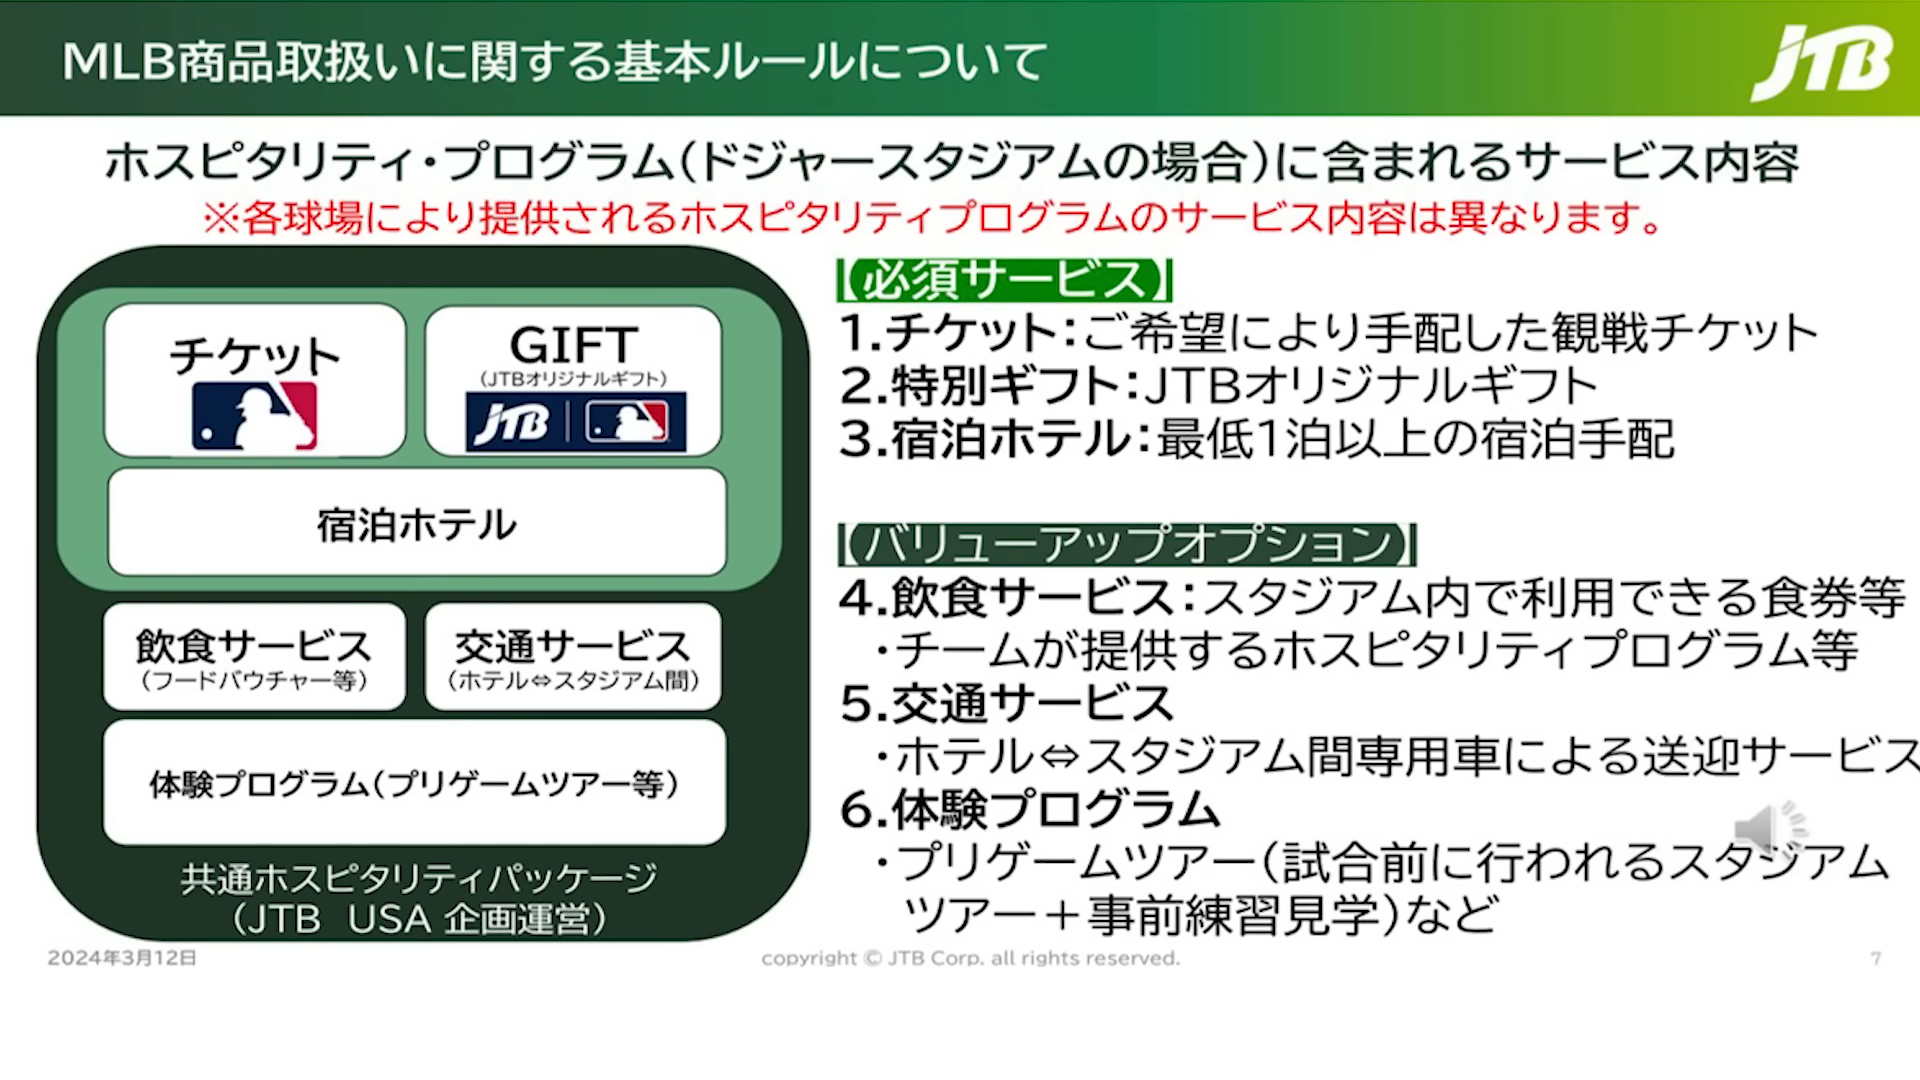 MLB商品取扱いに関する基本ルールについて
JTB
ホスピタリティ・プログラム(ドジャースタジアムの場合)に含まれるサービス内容
※各球場により提供されるホスピタリティプログラムのサービス内容は異なります。
チケット
GIFT
(JTBオリジナルギフト)
JTB
宿泊ホテル
飲食サービス
(フードバウチャー等)
交通サービス
(ホテル⇔スタジアム間)
体験プログラム(プリゲームツアー等)
共通ホスピタリティパッケージ
(JTB USA 企画運営)
【必須サービス】
1.チケット:ご希望により手配した観戦チケット
2.特別ギフト:JTBオリジナルギフト
3.宿泊ホテル:最低1泊以上の宿泊手配
【バリューアップオプション】
4.飲食サービス:スタジアム内で利用できる食券等
・チームが提供するホスピタリティプログラム等
5.交通サービス
・ホテル⇔スタジアム間専用車による送迎サービス
6.体験プログラム
・プリゲームツアー(試合前に行われるスタジアム
ツアー+事前練習見学)など
2024年3月12日
copyright © JTB Corp. all rights reserved.
7